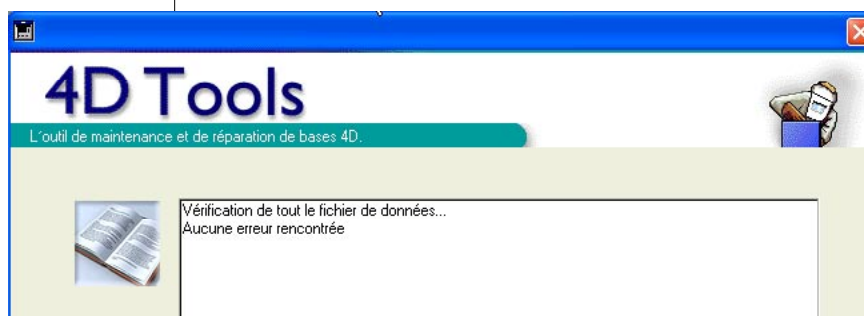 4D Tools
L'outil de maintenance et de réparation de bases 4D.
Vérification de tout le fichier de données...
Aucune erreur rencontrée